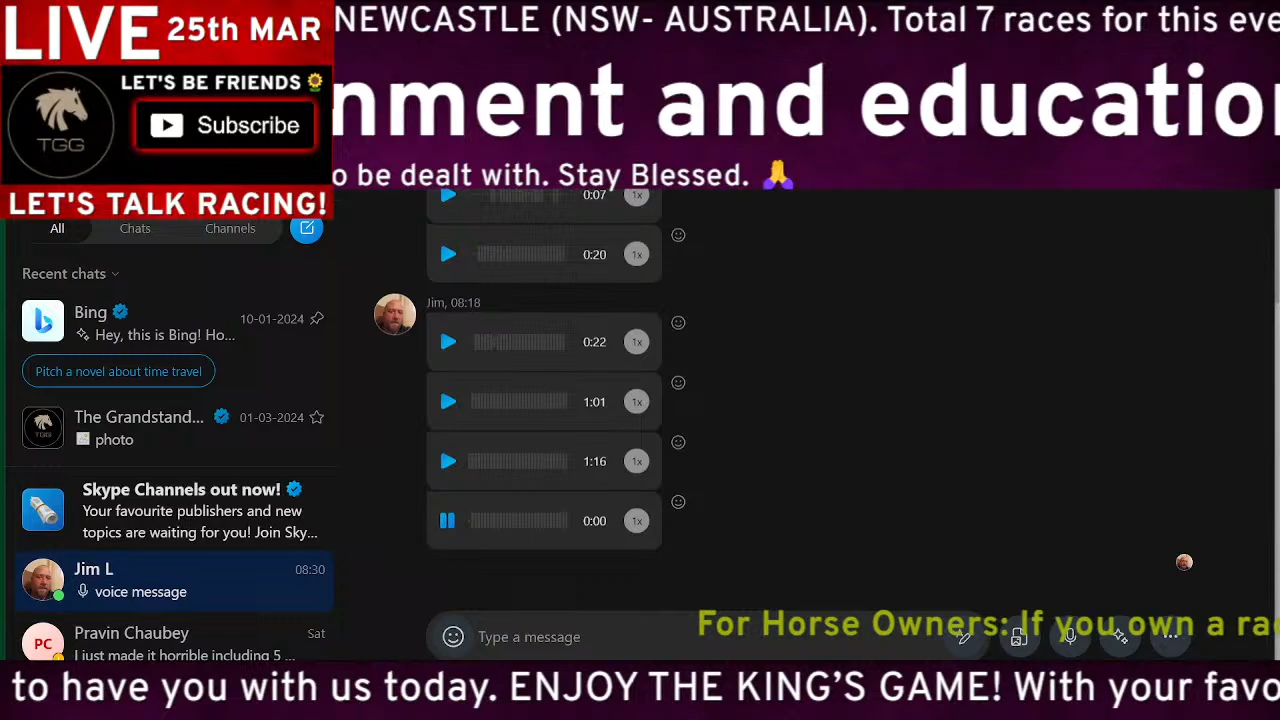 LIVE 25th MAR
NEWCASTLE (NSW- AUSTRALIA). Total 7 races for this eve
LET'S BE FRIENDS 🌻
Subscribe
TGG
nment and education
o be dealt with. Stay Blessed. 🙏
LET'S TALK RACING!
All
Chats
Channels
0:07
1x
0:20
1x
Recent chats
Bing
10-01-2024
Hey, this is Bing! Ho...
Pitch a novel about time travel
The Grandstand...
01-03-2024
TGG
photo
Skype Channels out now!
Your favourite publishers and new
topics are waiting for you! Join Sky...
Jim L
08:30
voice message
Pravin Chaubey
Sat
PC
I just made it horrible including 5 ...
Jim, 08:18
0:22
1x
1:01
1x
1:16
1x
0:00
1x
Type a message
For Horse Owners: If you own a rac
to have you with us today. ENJOY THE KING'S GAME! With your favo